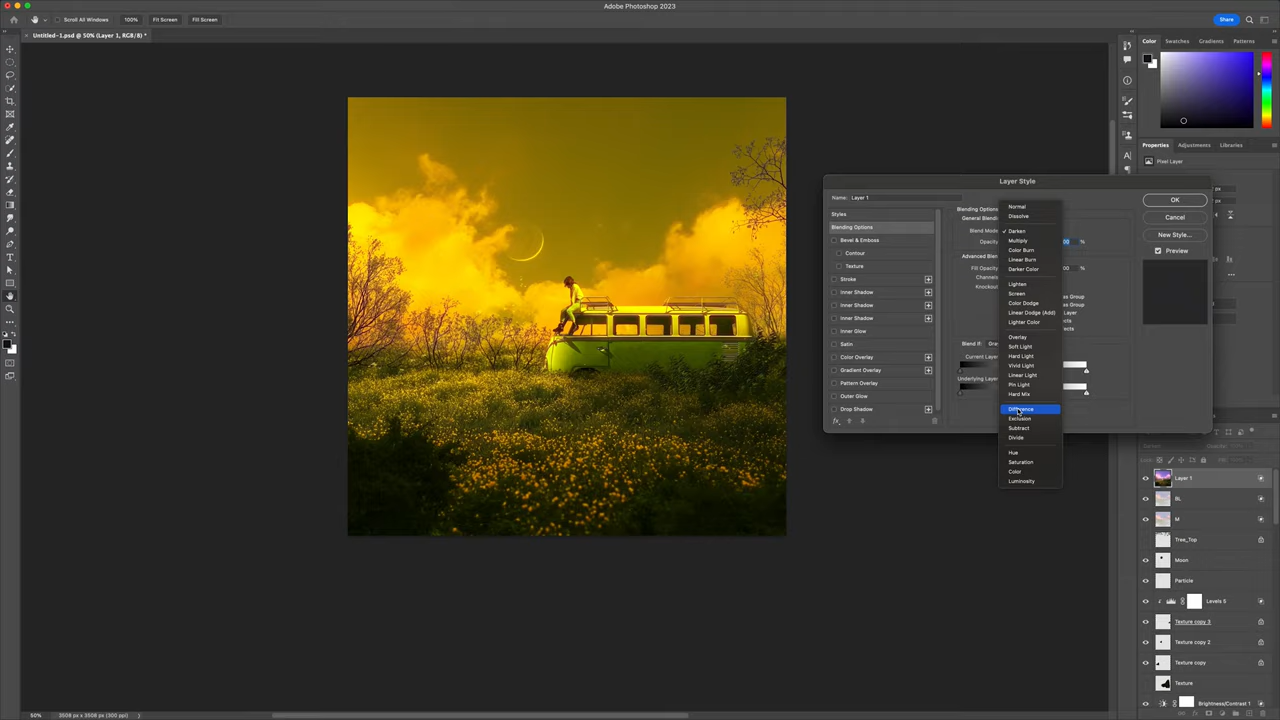 Adobe Photoshop 2023
Scroll All Windows 100% Fit Screen Fit Screen Share
Untitled-1.psd @ 50% (Layer 1, RGB/8) *
Color Swatches Gradients Patterns
Properties Adjustments Libraries
Pixel Layer
Layer Style
Name: Layer 1
Styles
Blending Options
Bevel & Emboss
Contour
Texture
Stroke
Inner Shadow
Inner Shadow
Inner Shadow
Inner Glow
Satin
Color Overlay
Gradient Overlay
Pattern Overlay
Outer Glow
Drop Shadow
fx
Blending Options
General Blending
Blend Mode
Opacity %
Advanced Blen
Fill Opacity %
Channels
Knockout
Blend If: Gra
Current Layer
Underlying Layer
Normal
Dissolve
Darken
Multiply
Color Burn
Linear Burn
Darker Color
Lighten
Screen
Color Dodge
Linear Dodge (Add)
Lighter Color
Overlay
Soft Light
Hard Light
Vivid Light
Linear Light
Pin Light
Hard Mix
Difference
Exclusion
Subtract
Divide
Hue
Saturation
Color
Luminosity
OK
Cancel
New Style...
Preview
Layer 1
BL
M
Tree_Top
Moon
Particle
Levels 5
Texture copy 3
Texture copy 2
Texture copy
Texture
Brightness/Contrast 1
50% 3508 px x 3508 px (300 ppi)